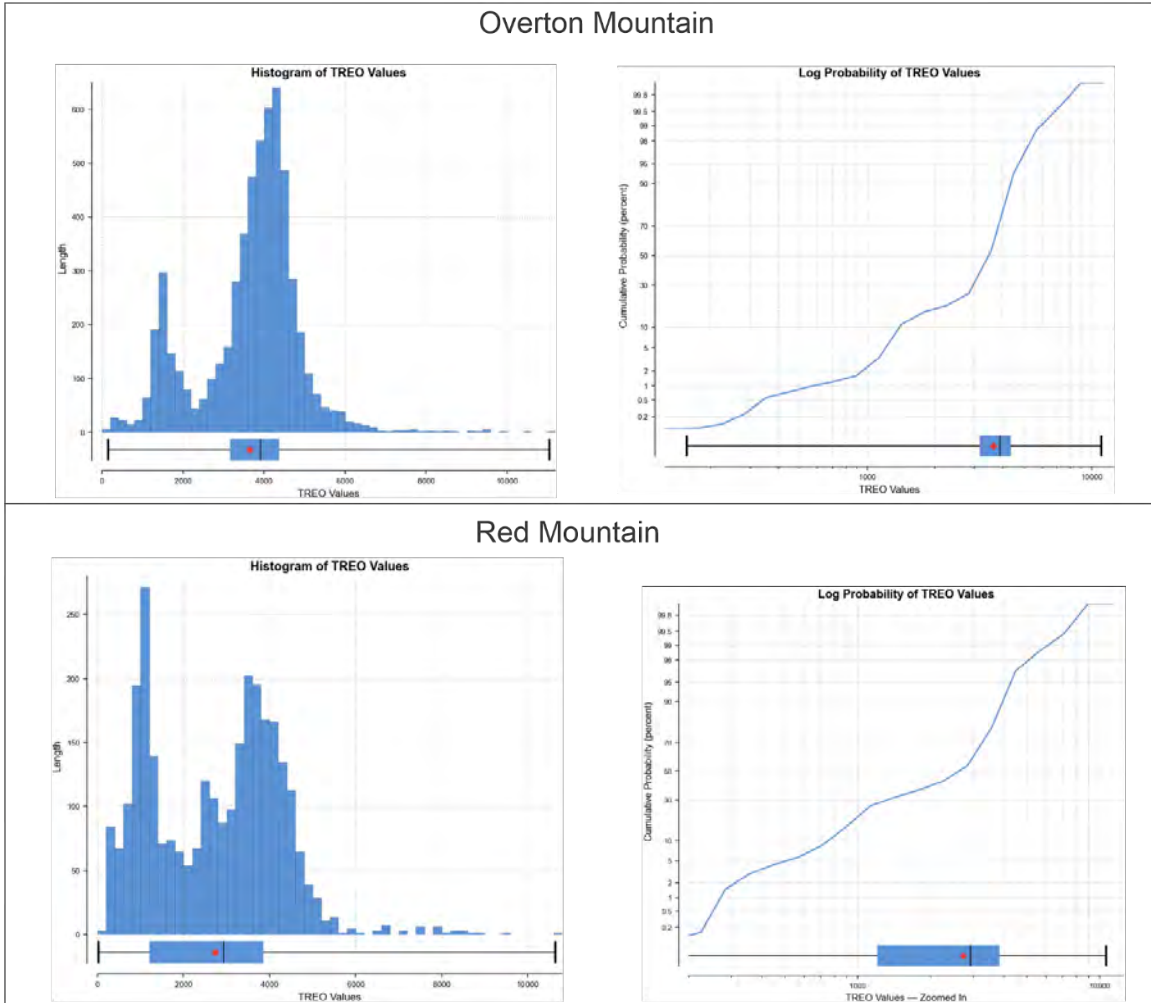 Overton Mountain
Histogram of TREO Values
600
500
400
300
200
100
0
Length
0 2000 4000 6000 8000 10000
TREO Values
Log Probability of TREO Values
99.8
99.5
99
98
95
90
70
50
30
10
5
2
1
0.5
0.2
Cumulative Probability (percent)
1000 10000
TREO Values
Red Mountain
Histogram of TREO Values
250
200
150
100
50
0
Length
0 2000 4000 6000 8000 10000
TREO Values
Log Probability of TREO Values
99.8
99.5
99
98
95
90
70
50
30
10
5
2
1
0.5
0.2
Cumulative Probability (percent)
1000 10000
TREO Values — Zoomed In